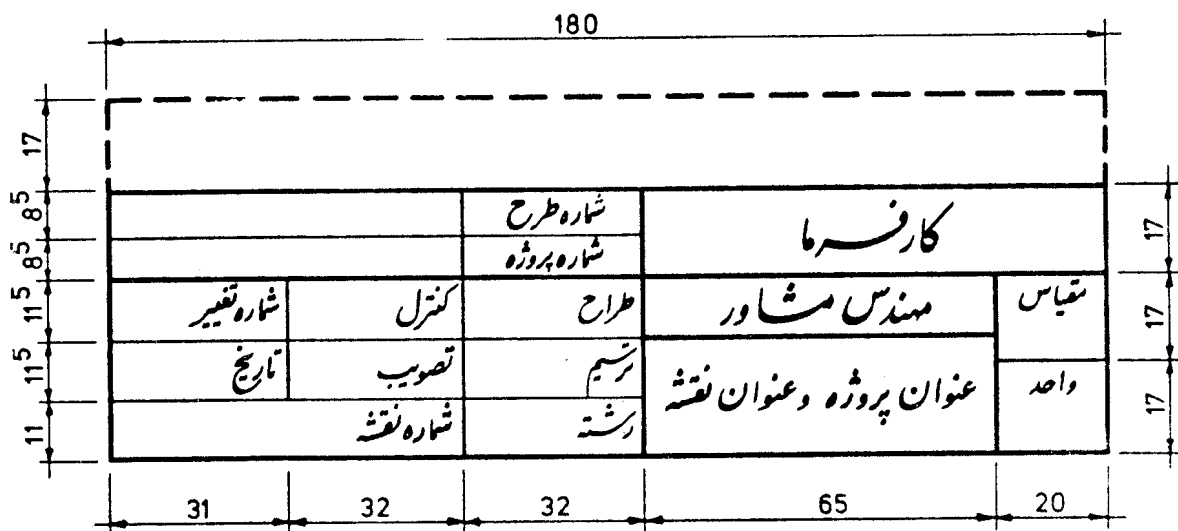 180
17
8⁵
8⁵
11⁵
11⁵
11
17
17
17
کارفرما
شماره طرح
شماره پروژه
مقیاس
مهندس مشاور
طراح
کنترل
شماره تغییر
واحد
عنوان پروژه و عنوان نقشه
ترسیم
تصویب
تاریخ
رشته
شماره نقشه
31
32
32
65
20